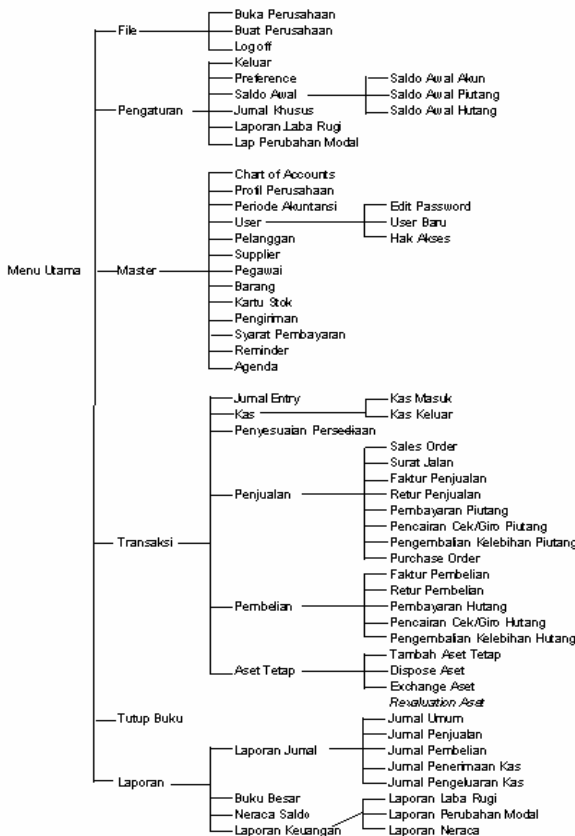 Menu Utama
File
Buka Perusahaan
Buat Perusahaan
Log off
Pengaturan
Keluar
Preference
Saldo Awal
Saldo Awal Akun
Saldo Awal Piutang
Saldo Awal Hutang
Jurnal Khusus
Laporan Laba Rugi
Lap Perubahan Modal
Master
Chart of Accounts
Profil Perusahaan
Periode Akuntansi
User
Edit Password
User Baru
Hak Akses
Pelanggan
Supplier
Pegawai
Barang
Kartu Stok
Pengiriman
Syarat Pembayaran
Reminder
Agenda
Transaksi
Jurnal Entry
Kas
Kas Masuk
Kas Keluar
Penyesuaian Persediaan
Penjualan
Sales Order
Surat Jalan
Faktur Penjualan
Retur Penjualan
Pembayaran Piutang
Pencairan Cek/Giro Piutang
Pengembalian Kelebihan Piutang
Purchase Order
Pembelian
Faktur Pembelian
Retur Pembelian
Pembayaran Hutang
Pencairan Cek/Giro Hutang
Pengembalian Kelebihan Hutang
Aset Tetap
Tambah Aset Tetap
Dispose Aset
Exchange Aset
Revaluation Aset
Tutup Buku
Laporan
Laporan Jurnal
Jurnal Umum
Jurnal Penjualan
Jurnal Pembelian
Jurnal Penerimaan Kas
Jurnal Pengeluaran Kas
Buku Besar
Neraca Saldo
Laporan Keuangan
Laporan Laba Rugi
Laporan Perubahan Modal
Laporan Neraca